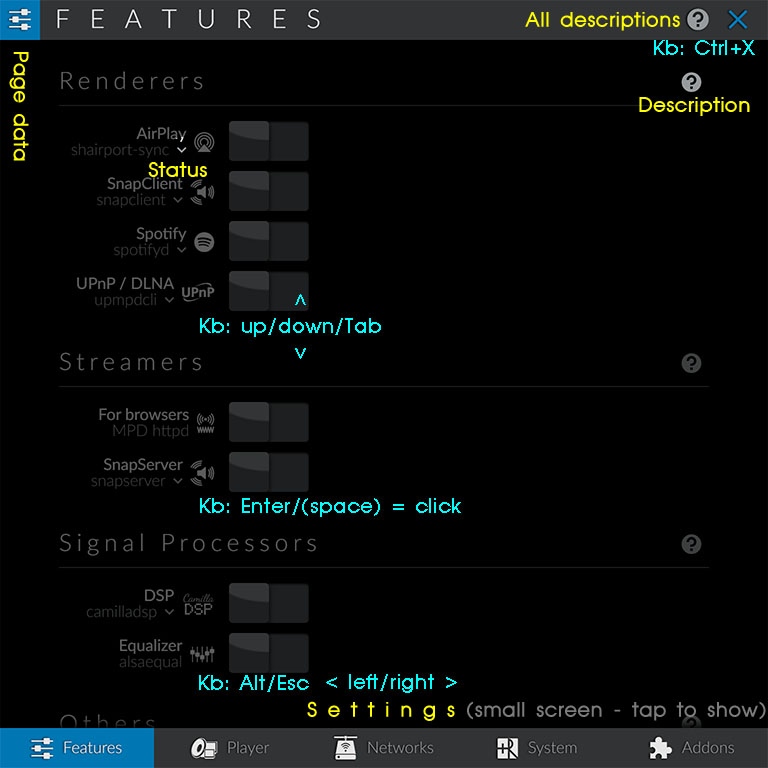 FEATURES
All descriptions ?
Kb: Ctrl+X
Page data
Renderers
?
Description
AirPlay
shairport-sync
Status
SnapClient
snapclient
Spotify
spotifyd
UPnP / DLNA
upmpdcli
UPnP
^
Kb: up/down/Tab
v
Streamers
?
For browsers
MPD httpd
WWW
SnapServer
snapserver
Kb: Enter/(space) = click
Signal Processors
?
DSP
camilladsp
Camilla
DSP
Equalizer
alsaequal
Kb: Alt/Esc < left/right >
Settings (small screen - tap to show)
Others
?
Features Player Networks System Addons